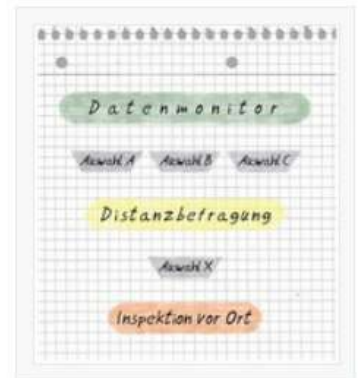 Datenmonitor
Auswahl A Auswahl B Auswahl C
Distanzbefragung
Auswahl X
Inspektion vor Ort